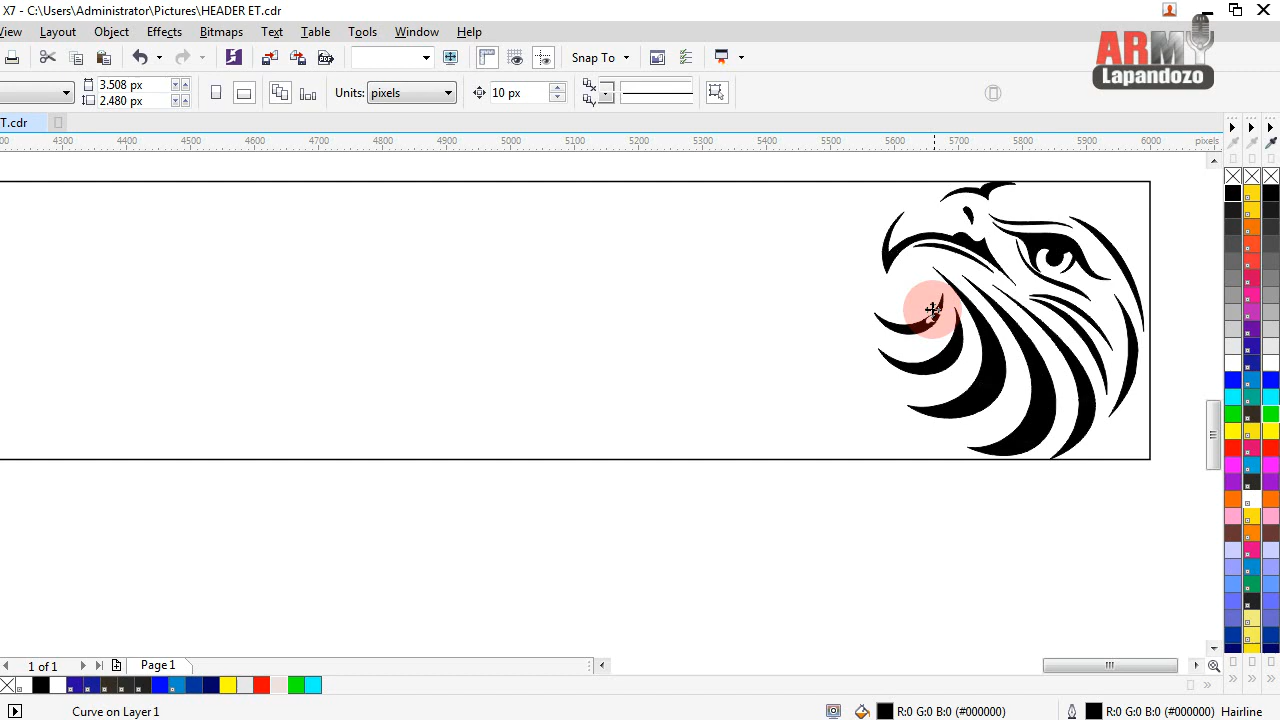 X7 - C:\Users\Administrator\Pictures\HEADER ET.cdr
View Layout Object Effects Bitmaps Text Table Tools Window Help
ARMY
Lapandozo
Snap To
3.508 px
2.480 px
Units: pixels
10 px
T.cdr
4300 4400 4500 4600 4700 4800 4900 5000 5100 5200 5300 5400 5500 5600 5700 5800 5900 6000 pixels
1 of 1
Page 1
Curve on Layer 1
R:0 G:0 B:0 (#000000)
R:0 G:0 B:0 (#000000) Hairline